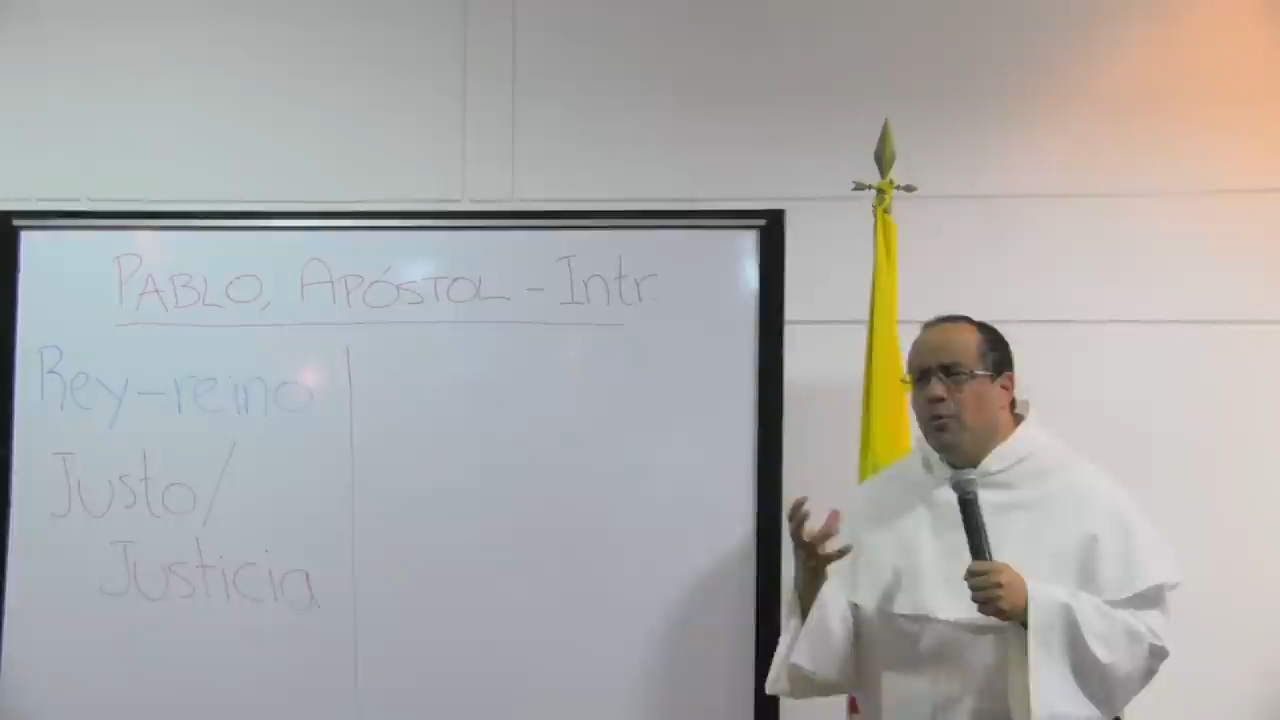 PABLO, APÓSTOL - Intr.
Rey-reino
Justo/
Justicia